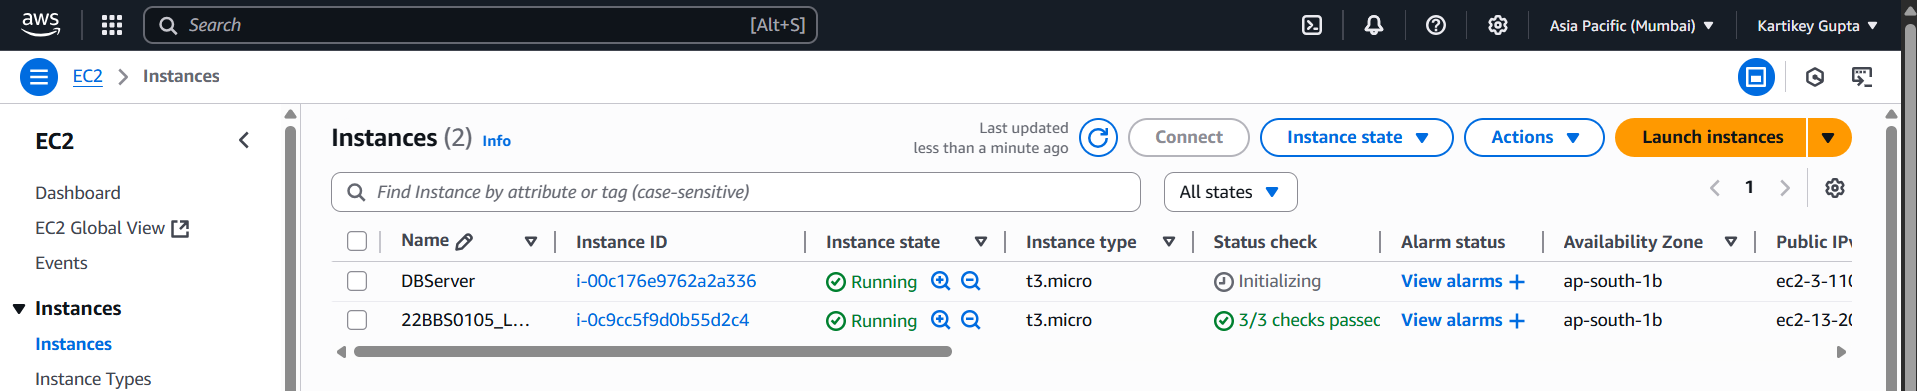 aws Search [Alt+S] Asia Pacific (Mumbai) Kartikey Gupta
EC2 Instances
EC2
Dashboard
EC2 Global View
Events
Instances
Instances
Instance Types
Instances (2) Info
Last updated
less than a minute ago
Connect Instance state Actions Launch instances
Find Instance by attribute or tag (case-sensitive) All states 1
Name Instance ID Instance state Instance type Status check Alarm status Availability Zone Public IPv
DBServer i-00c176e9762a2a336 Running t3.micro Initializing View alarms + ap-south-1b ec2-3-110
22BBS0105_L... i-0c9cc5f9d0b55d2c4 Running t3.micro 3/3 checks passed View alarms + ap-south-1b ec2-13-20